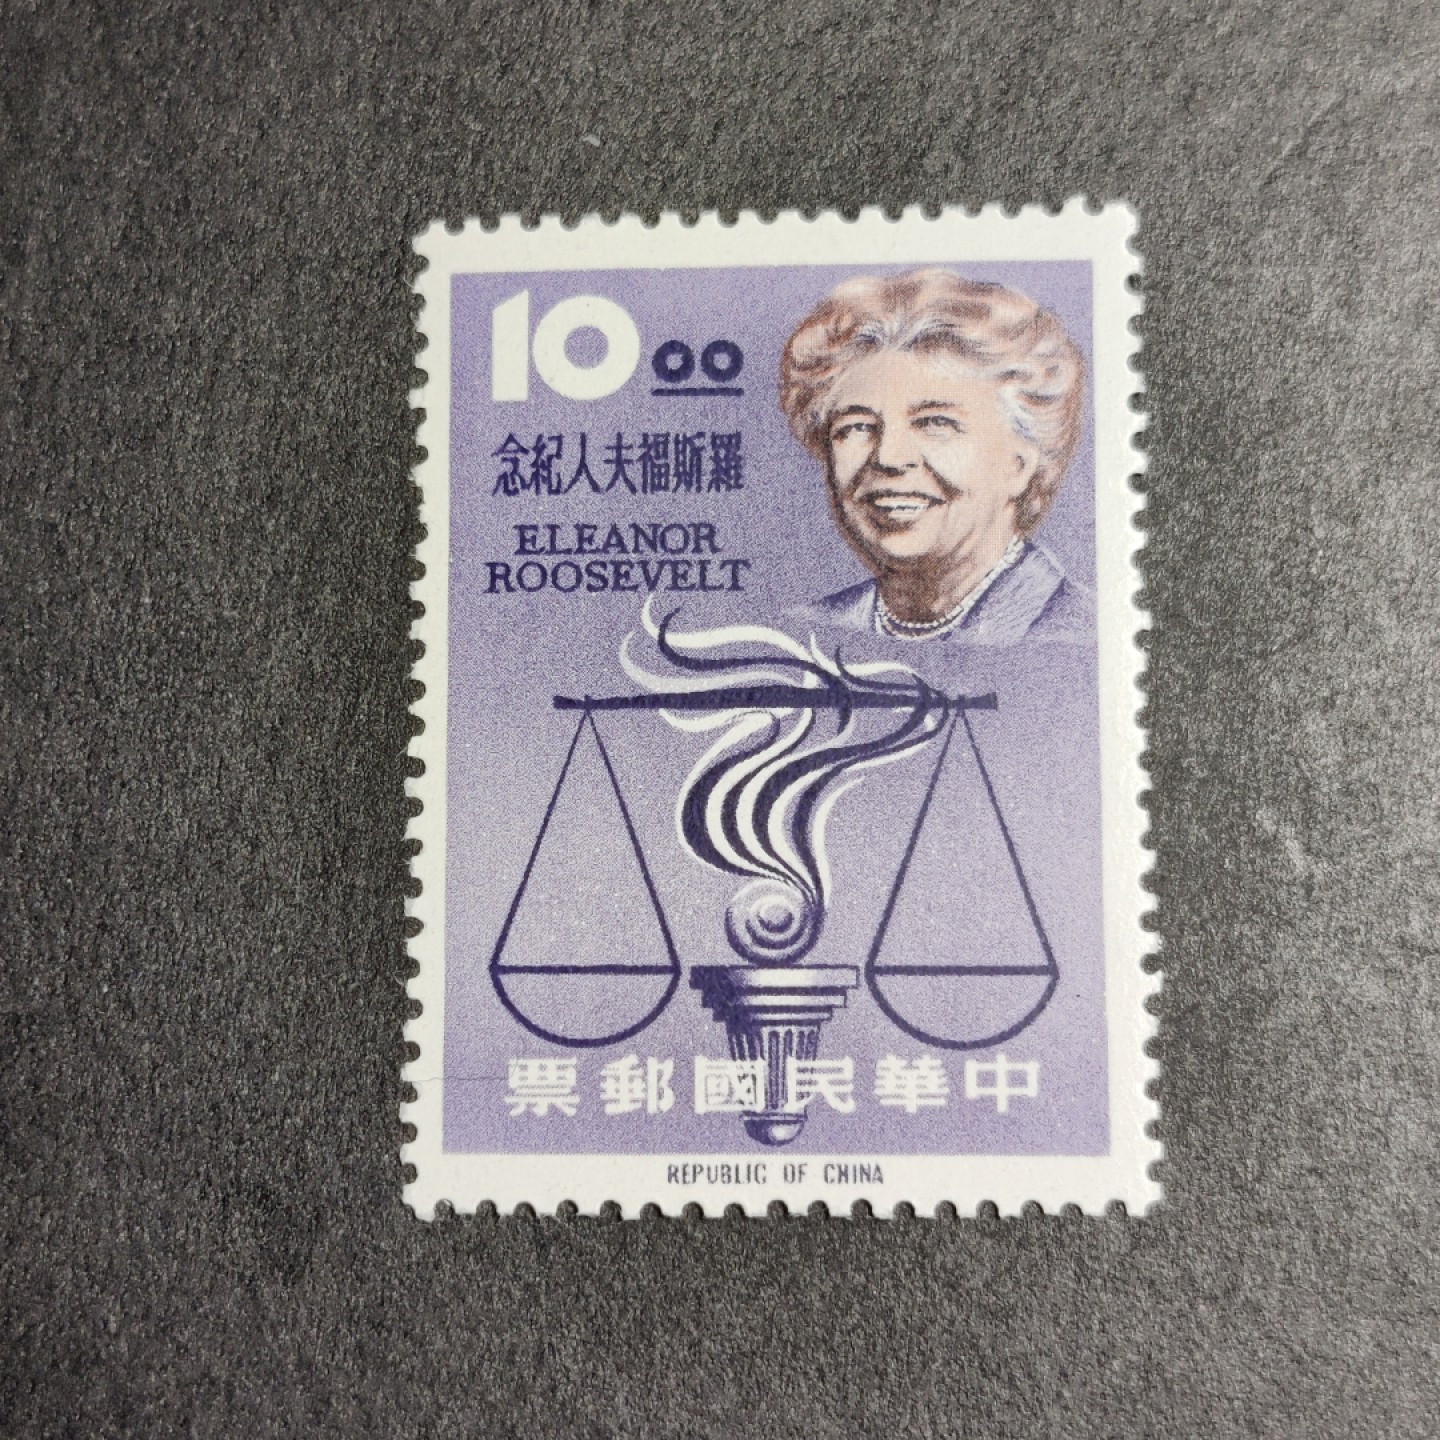 10.00
羅斯福夫人紀念
ELEANOR
ROOSEVELT
中華民國郵票
REPUBLIC OF CHINA